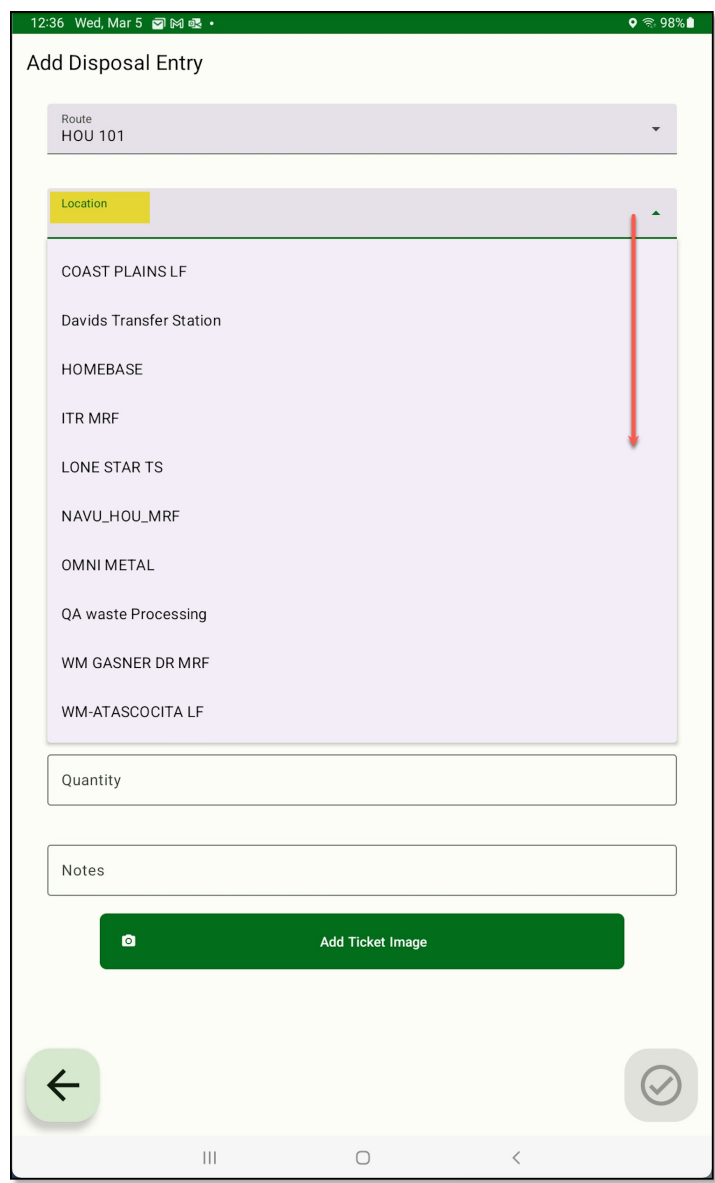 12:36 Wed, Mar 5 98%
Add Disposal Entry
Route
HOU 101
Location
COAST PLAINS LF
Davids Transfer Station
HOMEBASE
ITR MRF
LONE STAR TS
NAVU_HOU_MRF
OMNI METAL
QA waste Processing
WM GASNER DR MRF
WM-ATASCOCITA LF
Quantity
Notes
Add Ticket Image